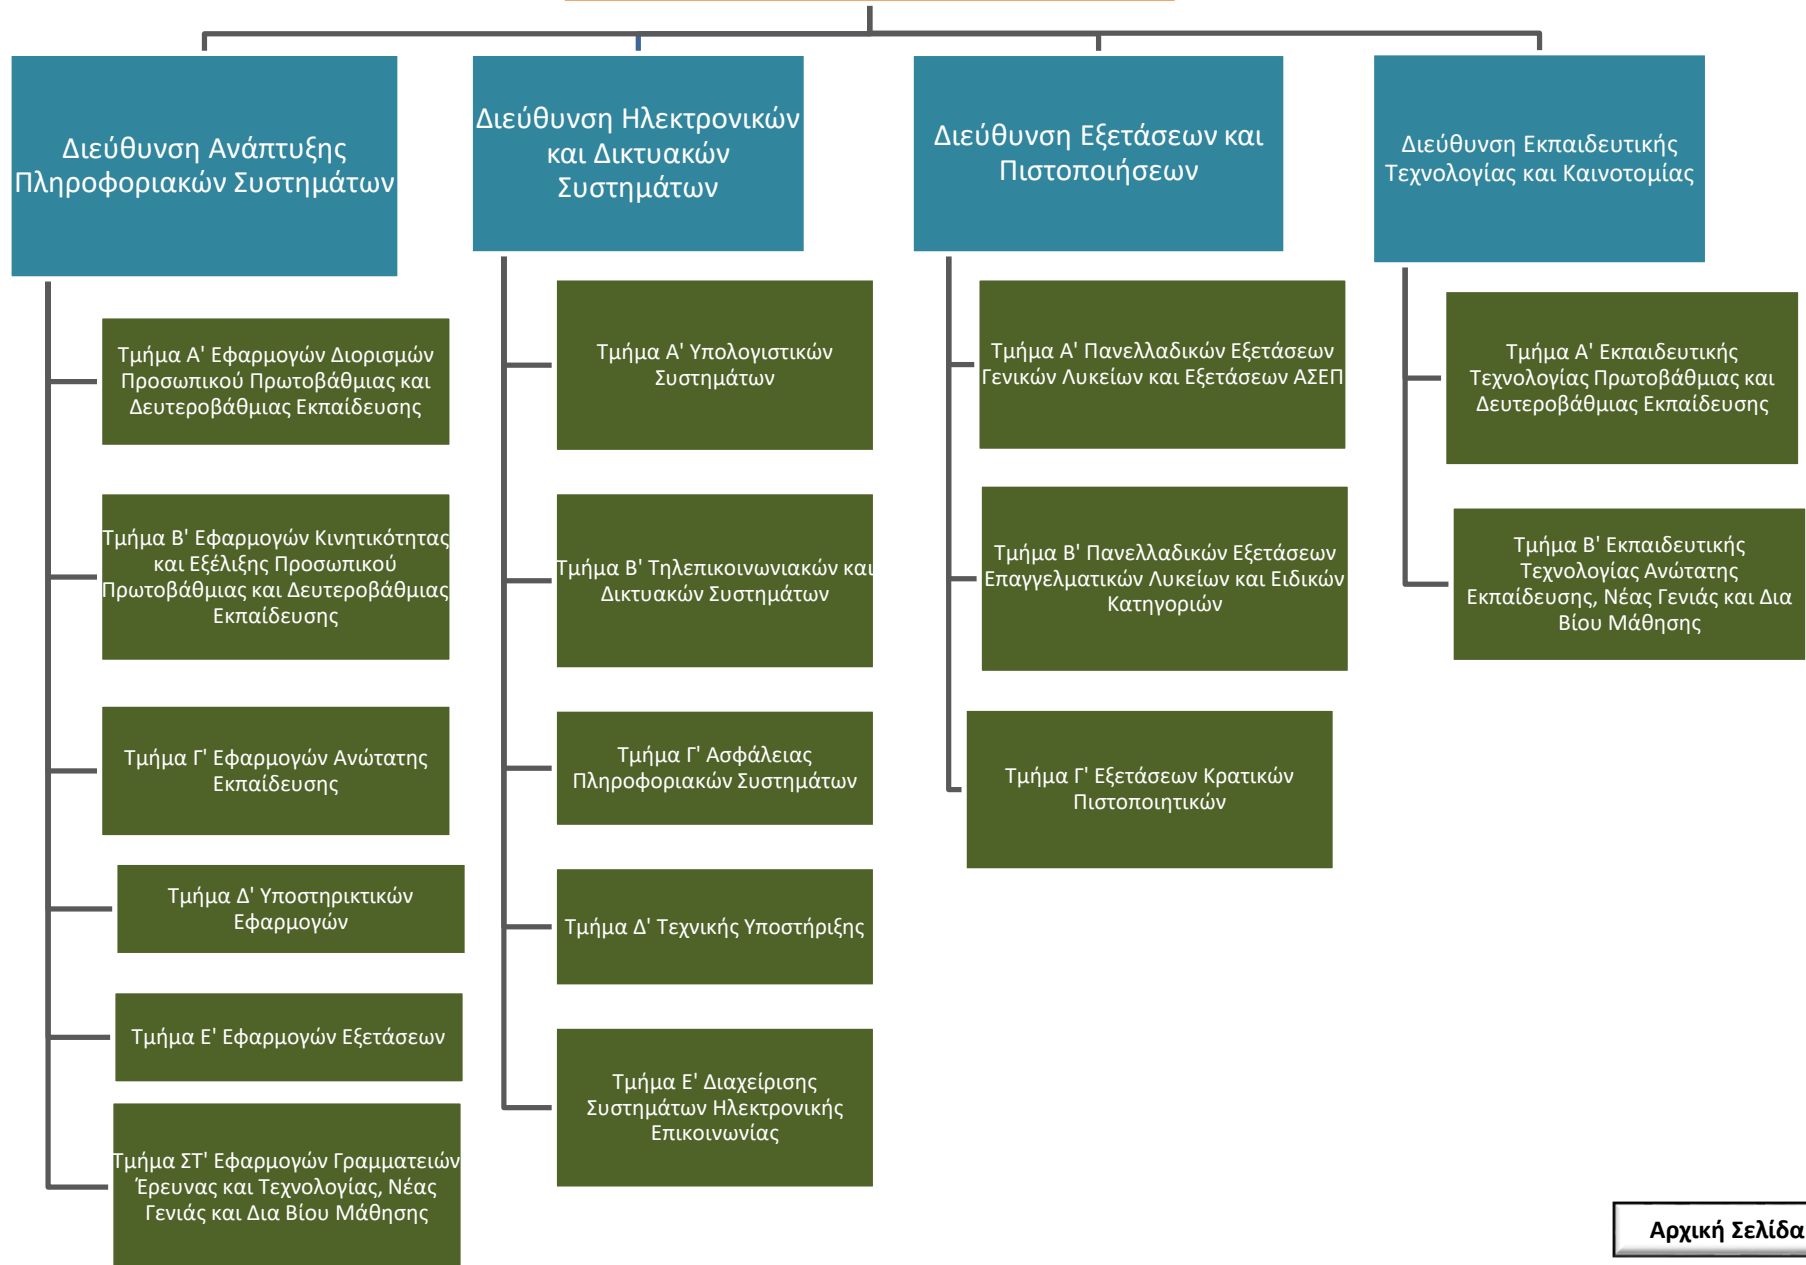 Διεύθυνση Ανάπτυξης
Πληροφοριακών Συστημάτων
Τμήμα Α' Εφαρμογών Διορισμών
Προσωπικού Πρωτοβάθμιας και
Δευτεροβάθμιας Εκπαίδευσης
Τμήμα Β' Εφαρμογών Κινητικότητας
και Εξέλιξης Προσωπικού
Πρωτοβάθμιας και Δευτεροβάθμιας
Εκπαίδευσης
Τμήμα Γ' Εφαρμογών Ανώτατης
Εκπαίδευσης
Τμήμα Δ' Υποστηρικτικών
Εφαρμογών
Τμήμα Ε' Εφαρμογών Εξετάσεων
Τμήμα ΣΤ' Εφαρμογών Γραμματειών
Έρευνας και Τεχνολογίας, Νέας
Γενιάς και Δια Βίου Μάθησης
Διεύθυνση Ηλεκτρονικών
και Δικτυακών
Συστημάτων
Τμήμα Α' Υπολογιστικών
Συστημάτων
Τμήμα Β' Τηλεπικοινωνιακών και
Δικτυακών Συστημάτων
Τμήμα Γ' Ασφάλειας
Πληροφοριακών Συστημάτων
Τμήμα Δ' Τεχνικής Υποστήριξης
Τμήμα Ε' Διαχείρισης
Συστημάτων Ηλεκτρονικής
Επικοινωνίας
Διεύθυνση Εξετάσεων και
Πιστοποιήσεων
Τμήμα Α' Πανελλαδικών Εξετάσεων
Γενικών Λυκείων και Εξετάσεων ΑΣΕΠ
Τμήμα Β' Πανελλαδικών Εξετάσεων
Επαγγελματικών Λυκείων και Ειδικών
Κατηγοριών
Τμήμα Γ' Εξετάσεων Κρατικών
Πιστοποιητικών
Διεύθυνση Εκπαιδευτικής
Τεχνολογίας και Καινοτομίας
Τμήμα Α' Εκπαιδευτικής
Τεχνολογίας Πρωτοβάθμιας και
Δευτεροβάθμιας Εκπαίδευσης
Τμήμα Β' Εκπαιδευτικής
Τεχνολογίας Ανώτατης
Εκπαίδευσης, Νέας Γενιάς και Δια
Βίου Μάθησης
Αρχική Σελίδα